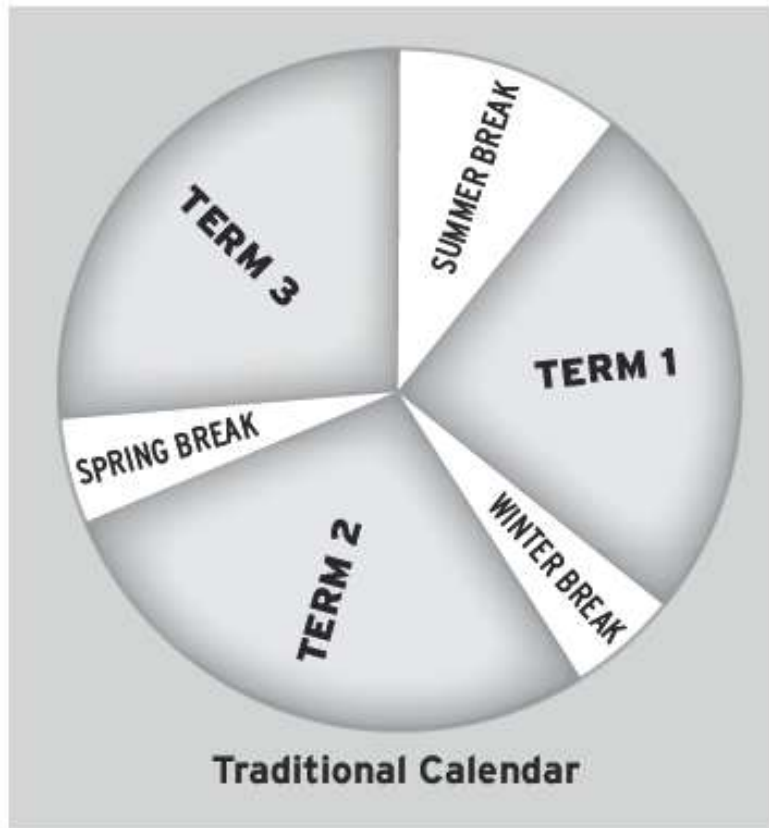 SUMMER BREAK
TERM 1
WINTER BREAK
TERM 2
SPRING BREAK
TERM 3
Traditional Calendar